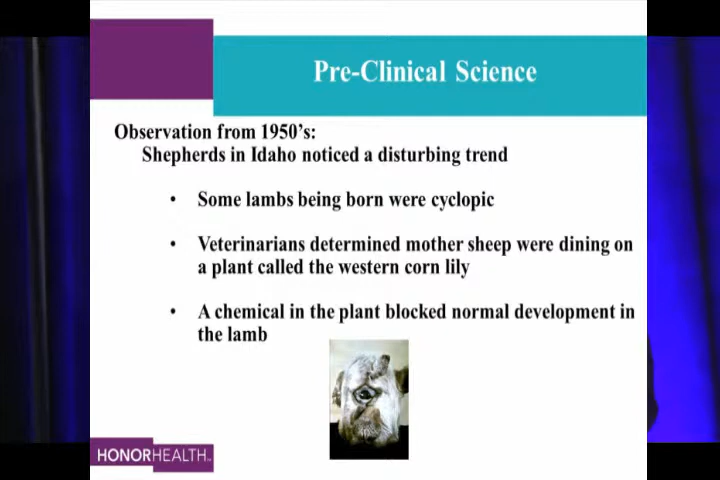 Pre-Clinical Science
Observation from 1950's:
Shepherds in Idaho noticed a disturbing trend
• Some lambs being born were cyclopic
• Veterinarians determined mother sheep were dining on
a plant called the western corn lily
• A chemical in the plant blocked normal development in
the lamb
HONORHEALTH